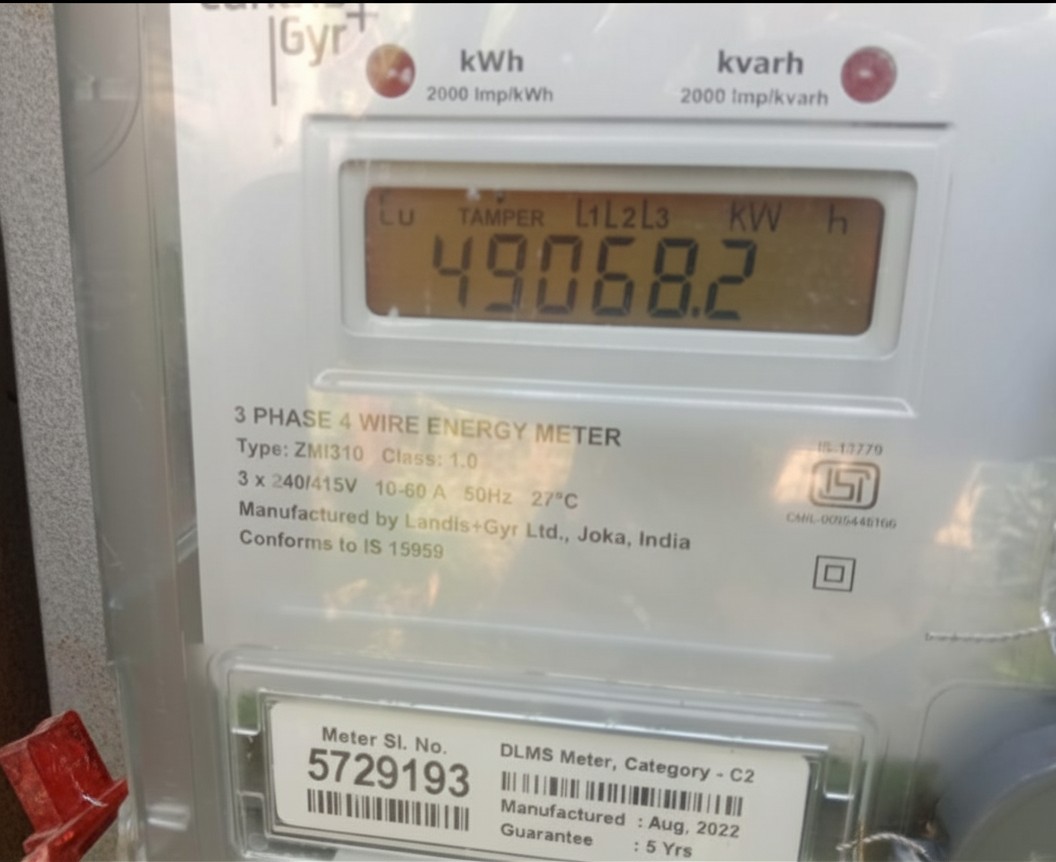 Gyr+
kWh
2000 Imp/kWh
kvarh
2000 Imp/kvarh
TAMPER L1L2L3 KW h
49068.2
3 PHASE 4 WIRE ENERGY METER
Type: ZMI310 Class: 1.0
3 x 240/415V 10-60 A 50Hz 27°C
Manufactured by Landis+Gyr Ltd., Joka, India
Conforms to IS 15959
IS 13779
ISI
Meter Sl. No.
5729193
DLMS Meter, Category - C2
Manufactured : Aug, 2022
Guarantee : 5 Yrs